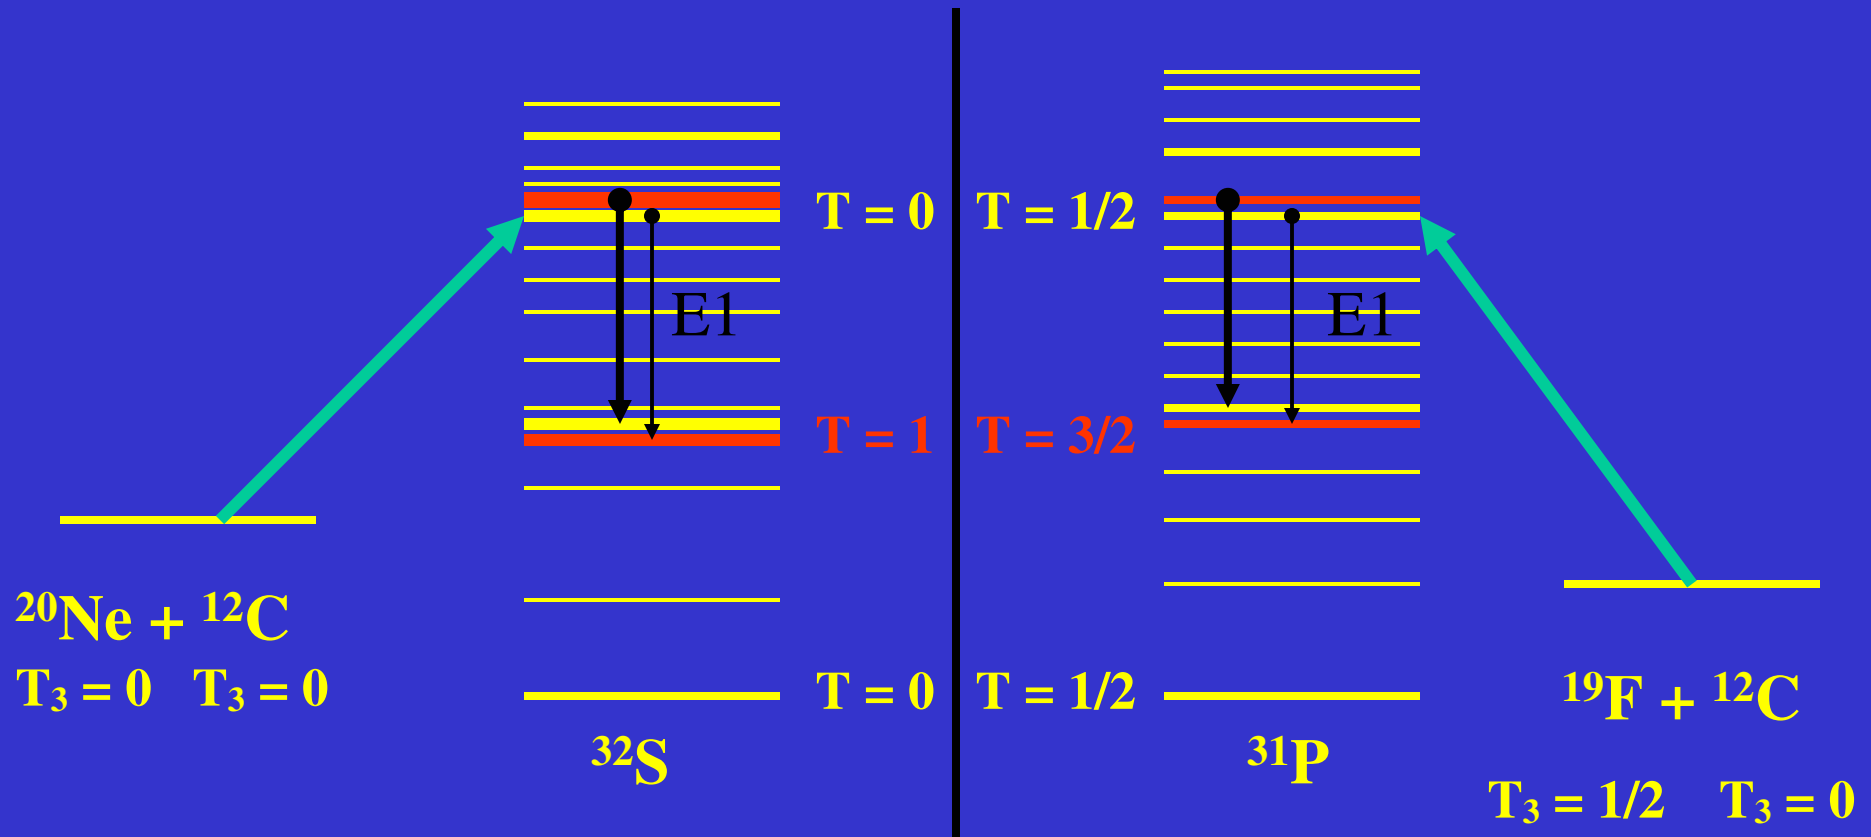 T = 0
T = 1/2
E1
E1
T = 1
T = 3/2
²⁰Ne + ¹²C
T₃ = 0 T₃ = 0
T = 0
T = 1/2
¹⁹F + ¹²C
³²S
³¹P
T₃ = 1/2 T₃ = 0